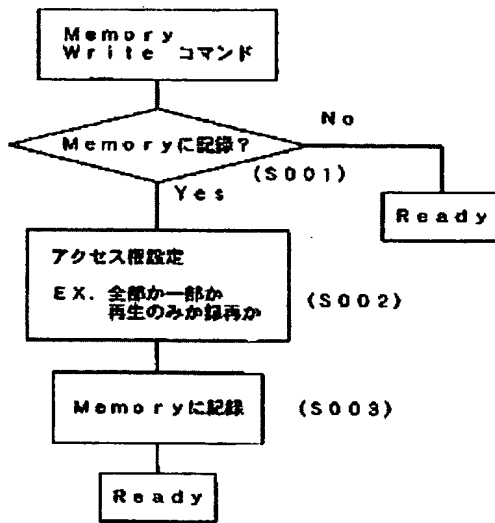 Memory
Write コマンド
Memoryに記録?
No
(S001)
Yes
Ready
アクセス権設定
EX. 全部か一部か
再生のみか録再か
(S002)
Memoryに記録
(S003)
Ready